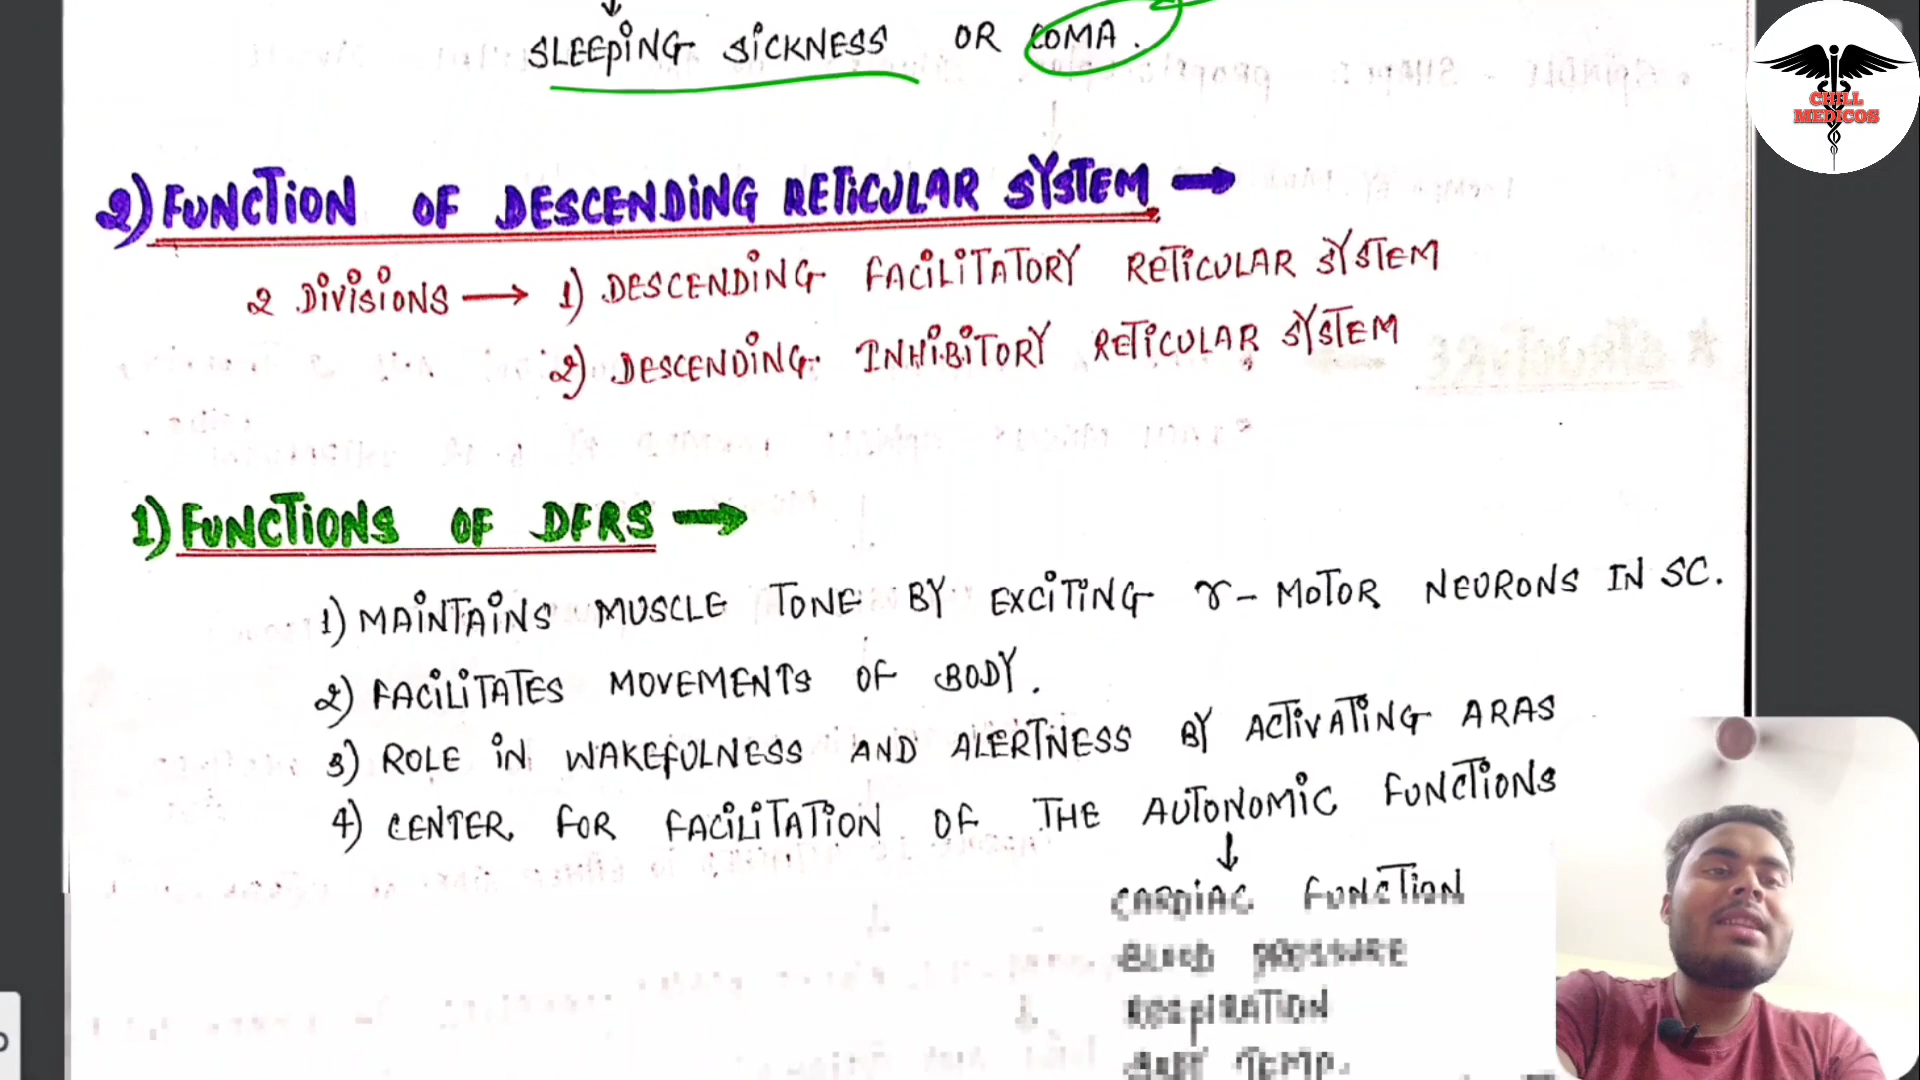 SLEEPING SICKNESS OR COMA.
CHILL
MEDICOS
2) FUNCTION OF DESCENDING RETICULAR SYSTEM →
2 DIVISIONS → 1) DESCENDING FACILITATORY RETICULAR SYSTEM
2) DESCENDING INHIBITORY RETICULAR SYSTEM
1) FUNCTIONS OF DFRS →
1) MAINTAINS MUSCLE TONE BY EXCITING γ - MOTOR NEURONS IN SC.
2) FACILITATES MOVEMENTS OF BODY.
3) ROLE IN WAKEFULNESS AND ALERTNESS BY ACTIVATING ARAS
4) CENTER FOR FACILITATION OF THE AUTONOMIC FUNCTIONS
↓
CARDIAC FUNCTION
BLOOD PRESSURE
RESPIRATION
BODY TEMP.